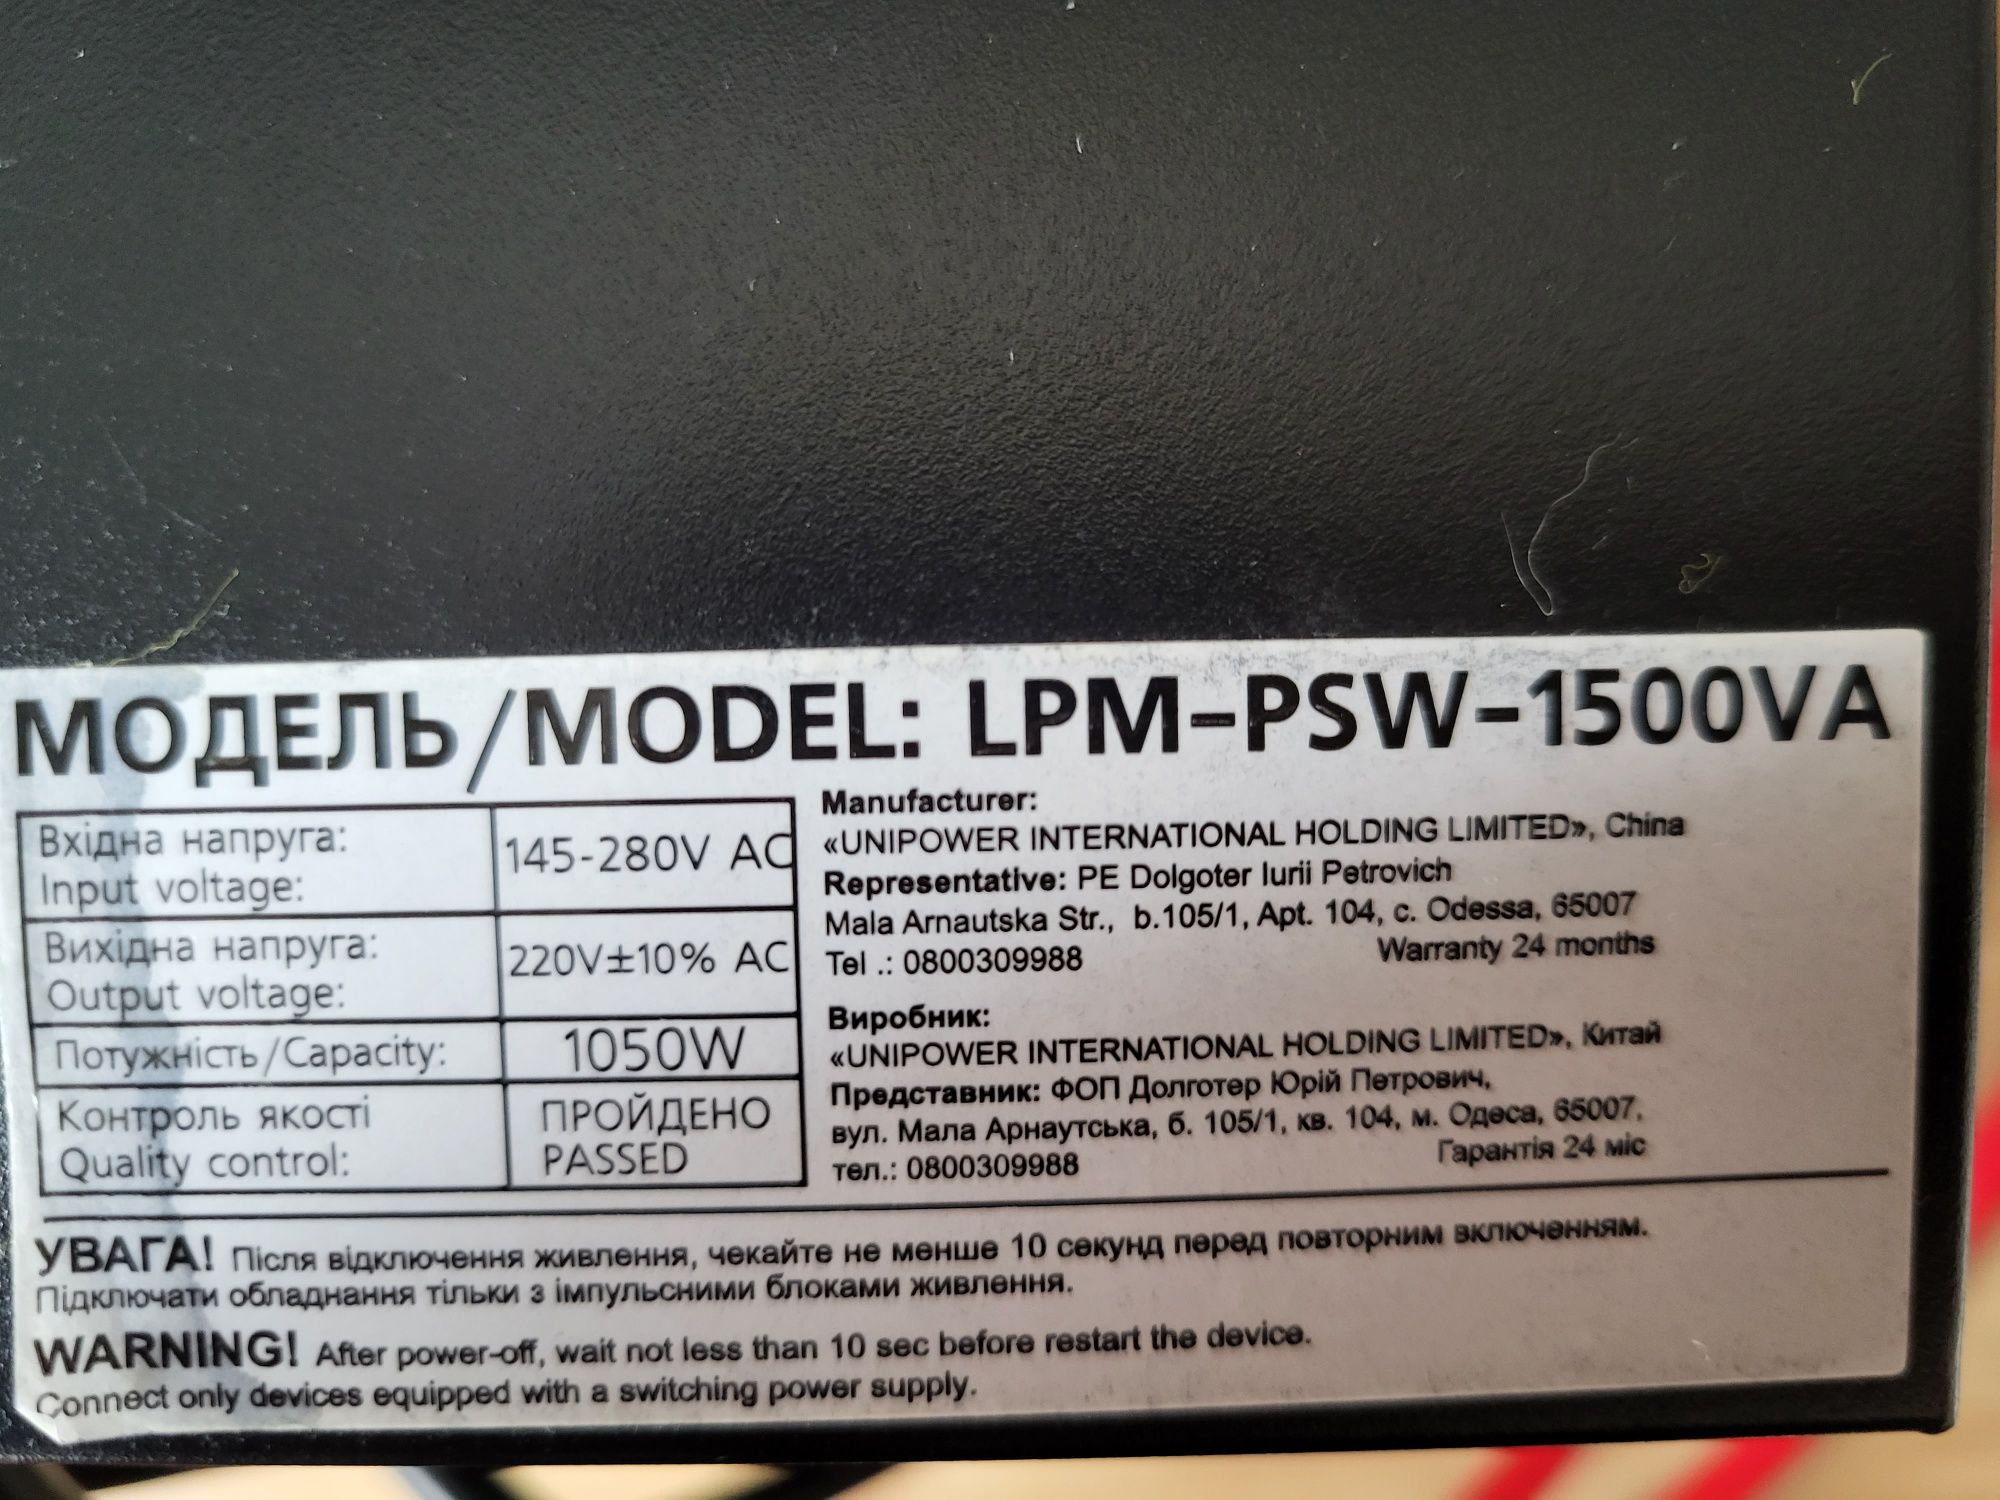 МОДЕЛЬ/MODEL: LPM-PSW-1500VA
Вхідна напруга:
Input voltage:
145-280V AC
Вихідна напруга:
Output voltage:
220V±10% AC
Потужність/Capacity:
1050W
Контроль якості
Quality control:
ПРОЙДЕНО
PASSED
Manufacturer:
«UNIPOWER INTERNATIONAL HOLDING LIMITED», China
Representative: PE Dolgoter Iurii Petrovich
Mala Arnautska Str., b.105/1, Apt. 104, c. Odessa, 65007
Tel .: 0800309988
Warranty 24 months
Виробник:
«UNIPOWER INTERNATIONAL HOLDING LIMITED», Китай
Представник: ФОП Долготер Юрій Петрович,
вул. Мала Арнаутська, б. 105/1, кв. 104, м. Одеса, 65007,
тел.: 0800309988
Гарантія 24 міс
УВАГА! Після відключення живлення, чекайте не менше 10 секунд перед повторним включенням.
Підключати обладнання тільки з імпульсними блоками живлення.
WARNING! After power-off, wait not less than 10 sec before restart the device.
Connect only devices equipped with a switching power supply.